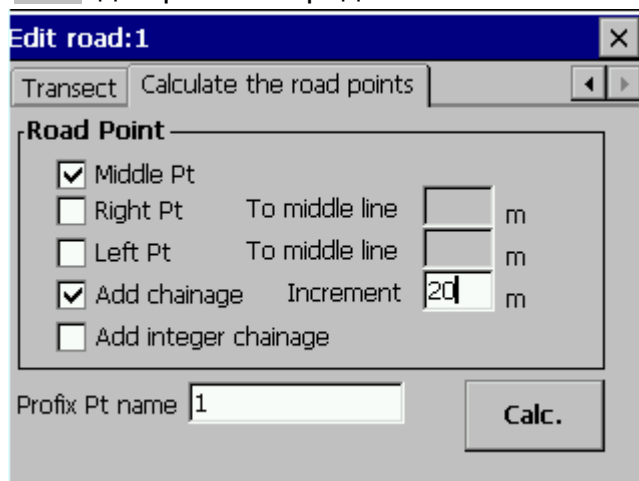 Edit road:1
Transect Calculate the road points
Road Point
Middle Pt
Right Pt To middle line m
Left Pt To middle line m
Add chainage Increment 20 m
Add integer chainage
Profix Pt name 1 Calc.